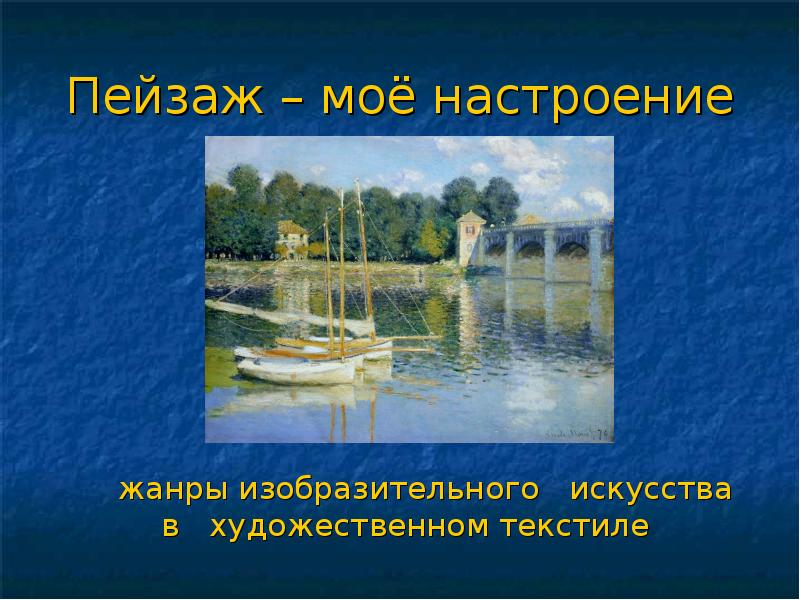 Пейзаж – моё настроение
жанры изобразительного искусства
в художественном текстиле